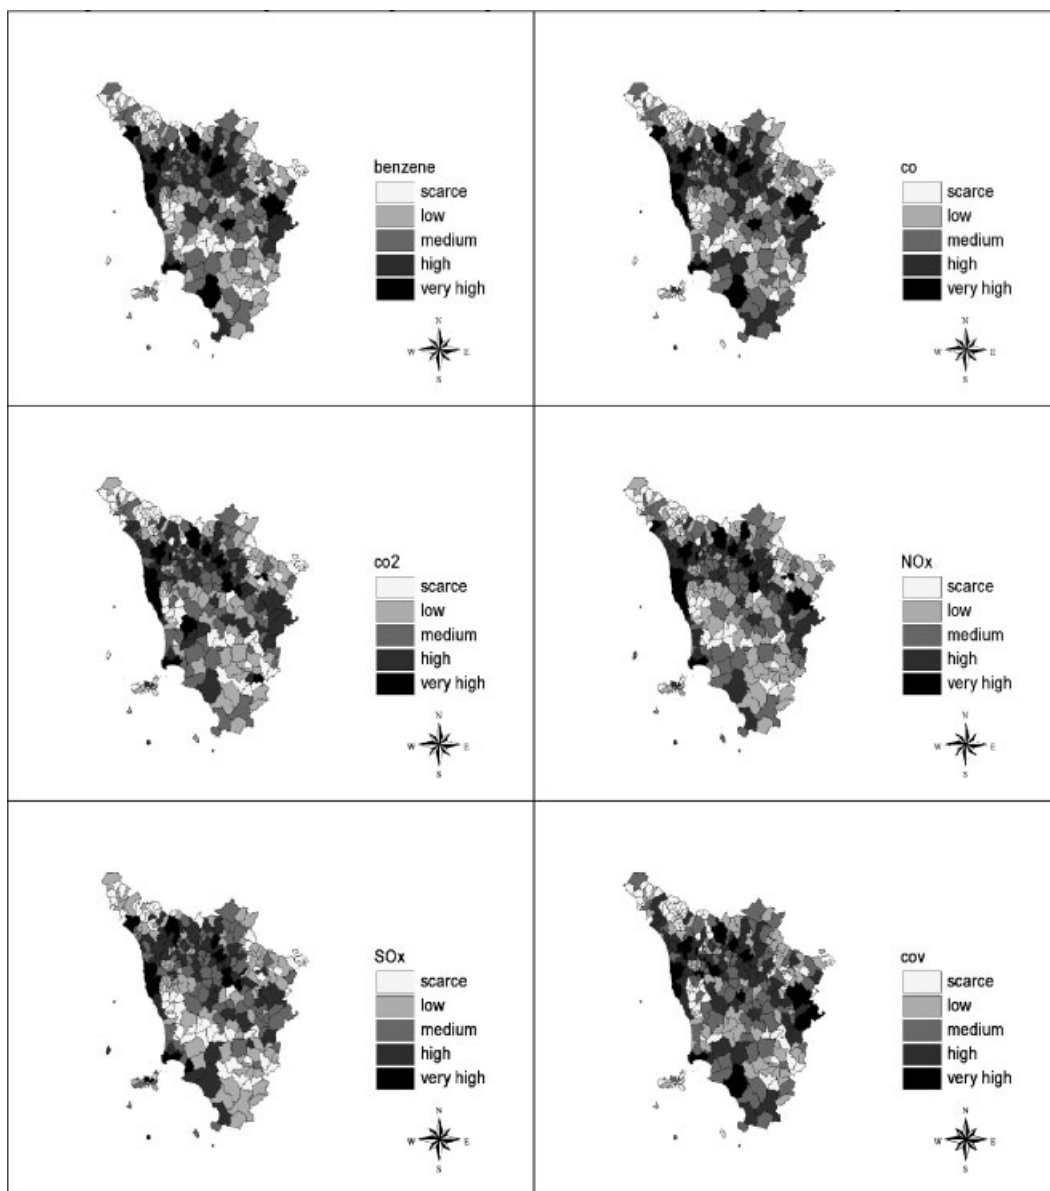 benzene
scarce
low
medium
high
very high
N
W E
S
co
scarce
low
medium
high
very high
N
W E
S
co2
scarce
low
medium
high
very high
N
W E
S
NOx
scarce
low
medium
high
very high
N
W E
S
SOx
scarce
low
medium
high
very high
N
W E
S
cov
scarce
low
medium
high
very high
N
W E
S